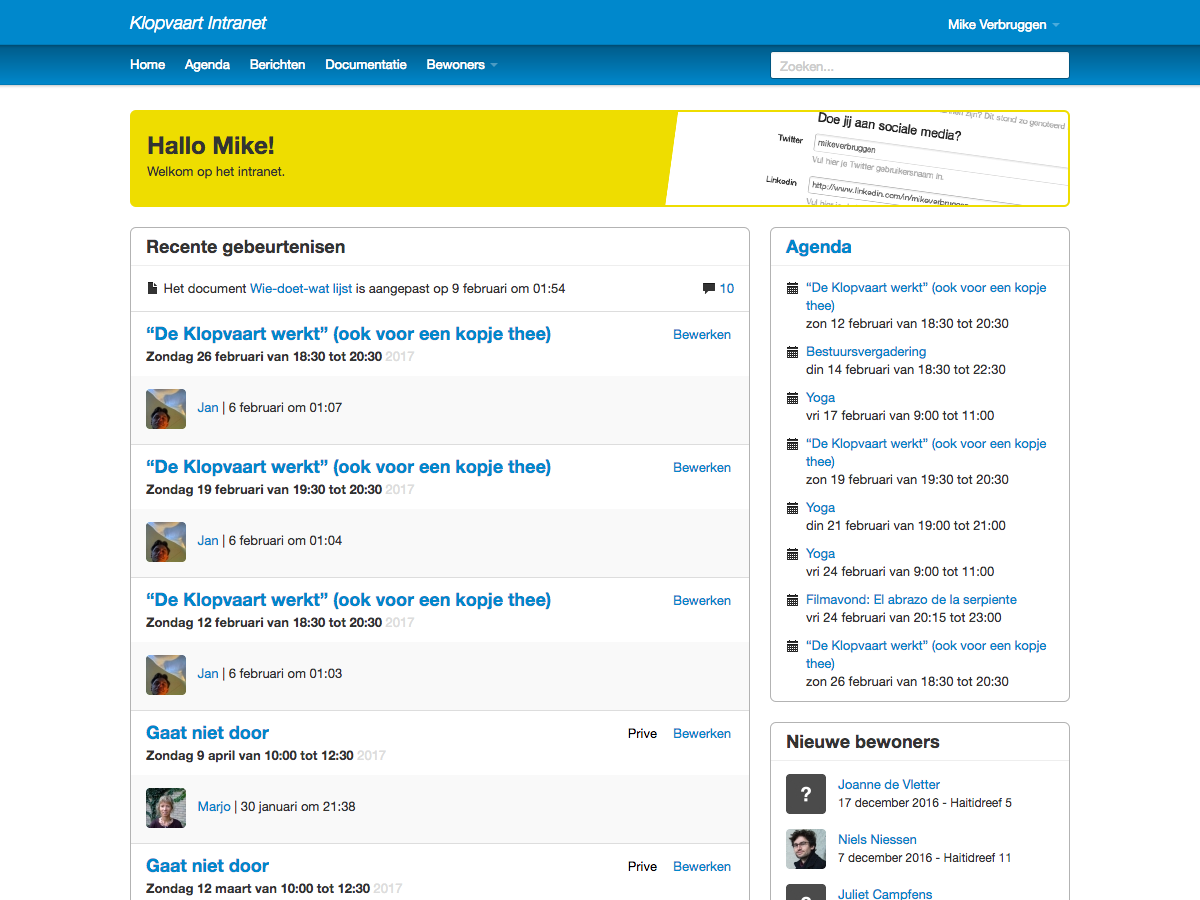 Klopvaart Intranet
Mike Verbruggen
Home Agenda Berichten Documentatie Bewoners
Zoeken...
Hallo Mike!
Welkom op het intranet.
zijn? Dit stond zo genoteerd
Doe jij aan sociale media?
Twitter
mikeverbruggen
Vul hier je Twitter gebruikersnaam in.
Linkedin
http://www.linkedin.com/in/mikeverbruggen
Recente gebeurtenisen
Het document Wie-doet-wat lijst is aangepast op 9 februari om 01:54
10
“De Klopvaart werkt” (ook voor een kopje thee)
Bewerken
Zondag 26 februari van 18:30 tot 20:30 2017
Jan | 6 februari om 01:07
“De Klopvaart werkt” (ook voor een kopje thee)
Bewerken
Zondag 19 februari van 19:30 tot 20:30 2017
Jan | 6 februari om 01:04
“De Klopvaart werkt” (ook voor een kopje thee)
Bewerken
Zondag 12 februari van 18:30 tot 20:30 2017
Jan | 6 februari om 01:03
Gaat niet door
Prive Bewerken
Zondag 9 april van 10:00 tot 12:30 2017
Marjo | 30 januari om 21:38
Gaat niet door
Prive Bewerken
Zondag 12 maart van 10:00 tot 12:30 2017
Agenda
“De Klopvaart werkt” (ook voor een kopje
thee)
zon 12 februari van 18:30 tot 20:30
Bestuursvergadering
din 14 februari van 18:30 tot 22:30
Yoga
vri 17 februari van 9:00 tot 11:00
“De Klopvaart werkt” (ook voor een kopje
thee)
zon 19 februari van 19:30 tot 20:30
Yoga
din 21 februari van 19:00 tot 21:00
Yoga
vri 24 februari van 9:00 tot 11:00
Filmavond: El abrazo de la serpiente
vri 24 februari van 20:15 tot 23:00
“De Klopvaart werkt” (ook voor een kopje
thee)
zon 26 februari van 18:30 tot 20:30
Nieuwe bewoners
?
Joanne de Vletter
17 december 2016 - Haitidreef 5
Niels Niessen
7 december 2016 - Haitidreef 11
Juliet Campfens